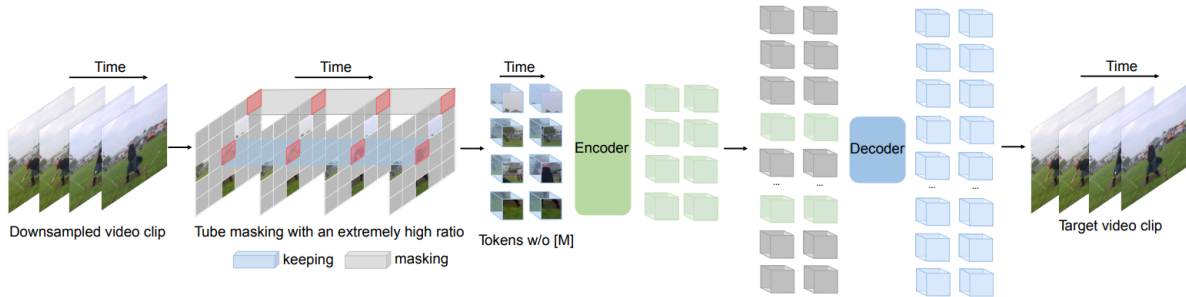 Time
Time
Time
Time
Encoder
Decoder
...
...
...
...
Downsampled video clip
Tube masking with an extremely high ratio
Tokens w/o [M]
Target video clip
keeping
masking